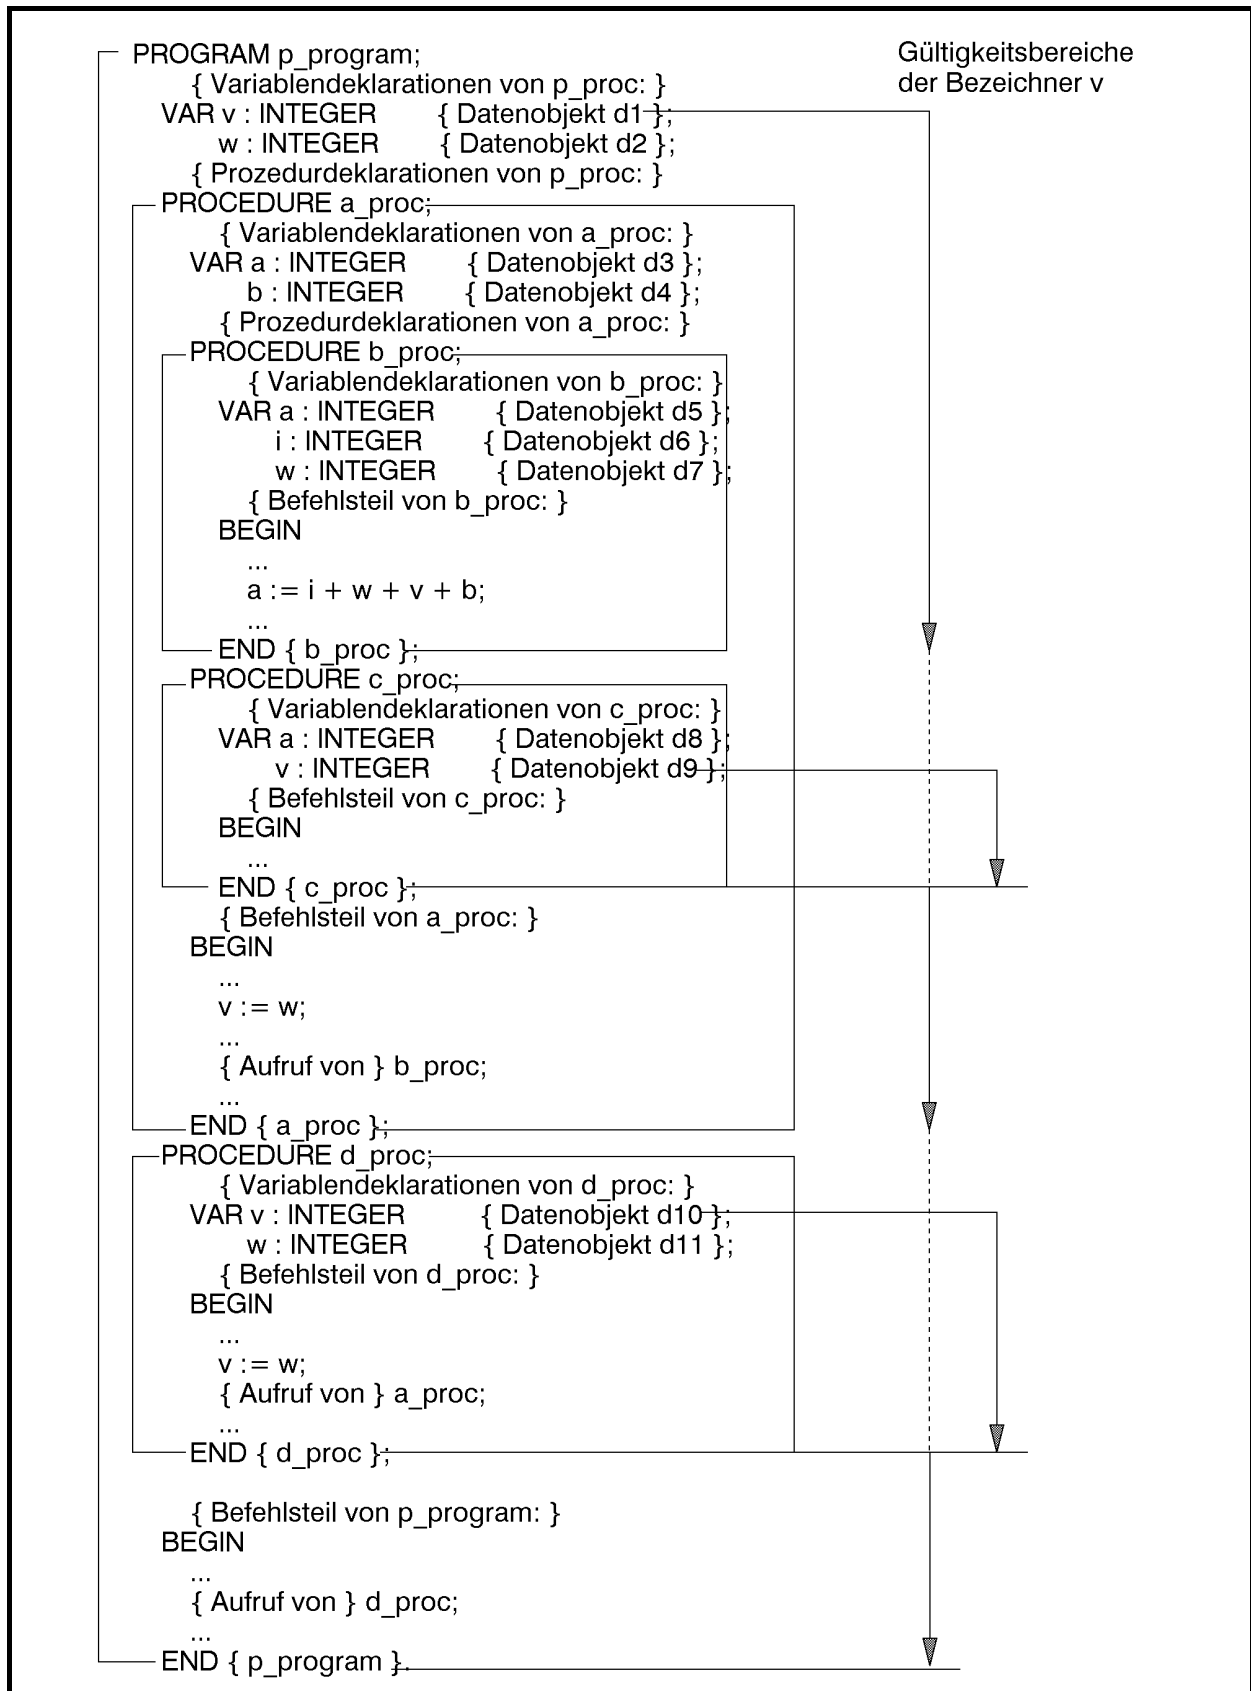 PROGRAM p_program;
Gültigkeitsbereiche
der Bezeichner v
{ Variablendeklarationen von p_proc: }
VAR v : INTEGER { Datenobjekt d1 };
w : INTEGER { Datenobjekt d2 };
{ Prozedurdeklarationen von p_proc: }
PROCEDURE a_proc;
{ Variablendeklarationen von a_proc: }
VAR a : INTEGER { Datenobjekt d3 };
b : INTEGER { Datenobjekt d4 };
{ Prozedurdeklarationen von a_proc: }
PROCEDURE b_proc;
{ Variablendeklarationen von b_proc: }
VAR a : INTEGER { Datenobjekt d5 };
i : INTEGER { Datenobjekt d6 };
w : INTEGER { Datenobjekt d7 };
{ Befehlsteil von b_proc: }
BEGIN
...
a := i + w + v + b;
...
END { b_proc };
PROCEDURE c_proc;
{ Variablendeklarationen von c_proc: }
VAR a : INTEGER { Datenobjekt d8 };
v : INTEGER { Datenobjekt d9 };
{ Befehlsteil von c_proc: }
BEGIN
...
END { c_proc };
{ Befehlsteil von a_proc: }
BEGIN
...
v := w;
...
{ Aufruf von } b_proc;
...
END { a_proc };
PROCEDURE d_proc;
{ Variablendeklarationen von d_proc: }
VAR v : INTEGER { Datenobjekt d10 };
w : INTEGER { Datenobjekt d11 };
{ Befehlsteil von d_proc: }
BEGIN
...
v := w;
{ Aufruf von } a_proc;
...
END { d_proc };
{ Befehlsteil von p_program: }
BEGIN
...
{ Aufruf von } d_proc;
...
END { p_program }.